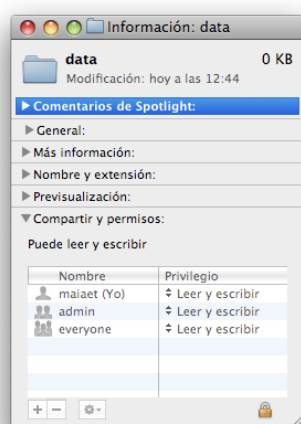 Información: data
data 0 KB
Modificación: hoy a las 12:44
Comentarios de Spotlight:
General:
Más información:
Nombre y extensión:
Previsualización:
Compartir y permisos:
Puede leer y escribir
Nombre Privilegio
maiaet (Yo) Leer y escribir
admin Leer y escribir
everyone Leer y escribir